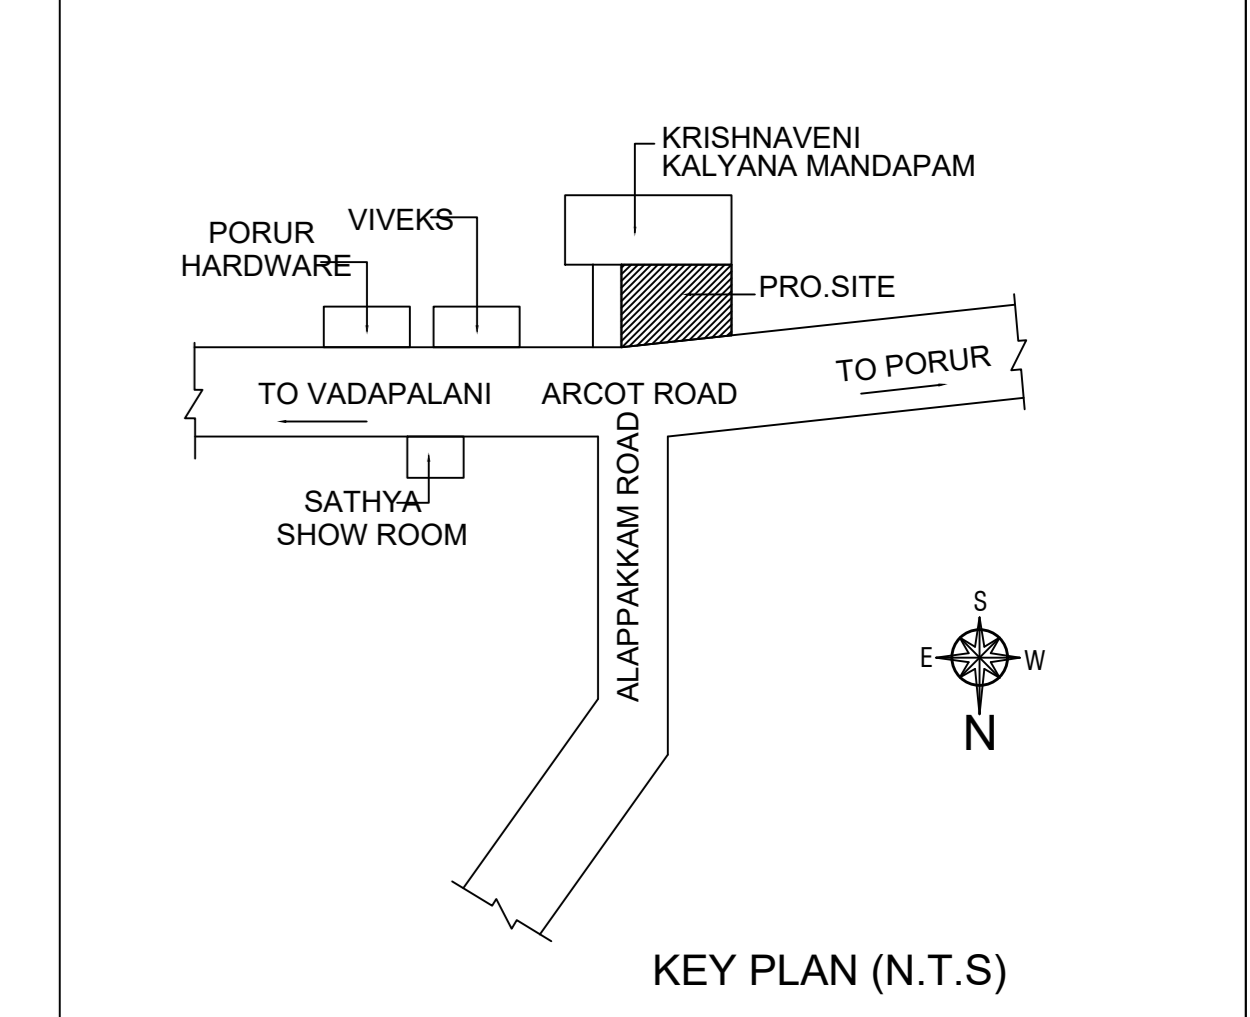 KRISHNAVENI
KALYANA MANDAPAM
VIVEKS
PORUR
HARDWARE
PRO.SITE
TO PORUR
TO VADAPALANI
ARCOT ROAD
ALAPPAKKAM ROAD
SATHYA
SHOW ROOM
S
E
W
N
KEY PLAN (N.T.S)